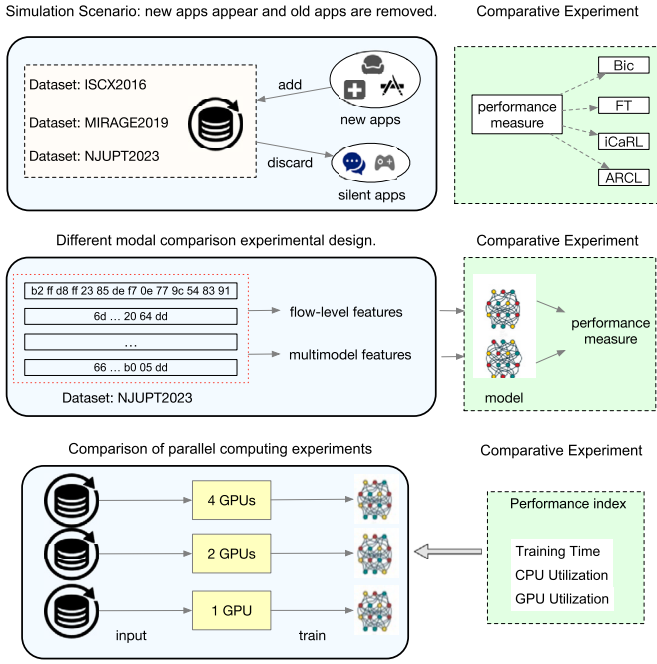 Simulation Scenario: new apps appear and old apps are removed.
Comparative Experiment
Dataset: ISCX2016
Dataset: MIRAGE2019
Dataset: NJUPT2023
add
new apps
discard
silent apps
performance
measure
Bic
FT
iCaRL
ARCL
Different modal comparison experimental design.
Comparative Experiment
b2 ff d8 ff 23 85 de f7 0e 77 9c 54 83 91
6d … 20 64 dd
…
66 … b0 05 dd
Dataset: NJUPT2023
flow-level features
multimodel features
model
performance
measure
Comparison of parallel computing experiments
Comparative Experiment
4 GPUs
2 GPUs
1 GPU
input
train
Performance index
Training Time
CPU Utilization
GPU Utilization